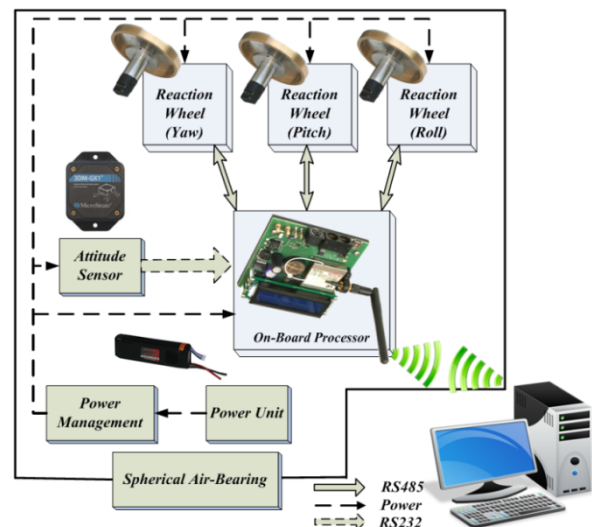 Reaction
Wheel
(Yaw)
Reaction
Wheel
(Pitch)
Reaction
Wheel
(Roll)
3DM-GX1
MicroStrain
Attitude
Sensor
On-Board Processor
Power
Management
Power Unit
Spherical Air-Bearing
RS485
Power
RS232